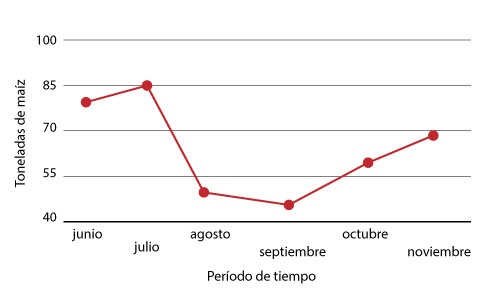 100
85
70
55
40
Toneladas de maíz
junio
julio
agosto
septiembre
octubre
noviembre
Período de tiempo